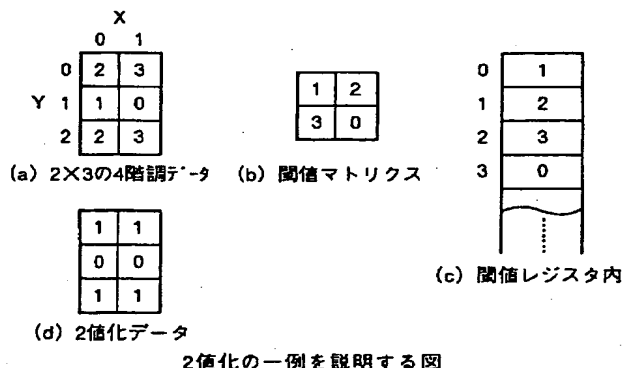 X
0 1
0 2 3
Y 1 1 0
2 2 3
(a) 2×3の4階調データ
1 2
3 0
(b) 閾値マトリクス
0 1
1 2
2 3
3 0
(c) 閾値レジスタ内
1 1
0 0
1 1
(d) 2値化データ
2値化の一例を説明する図